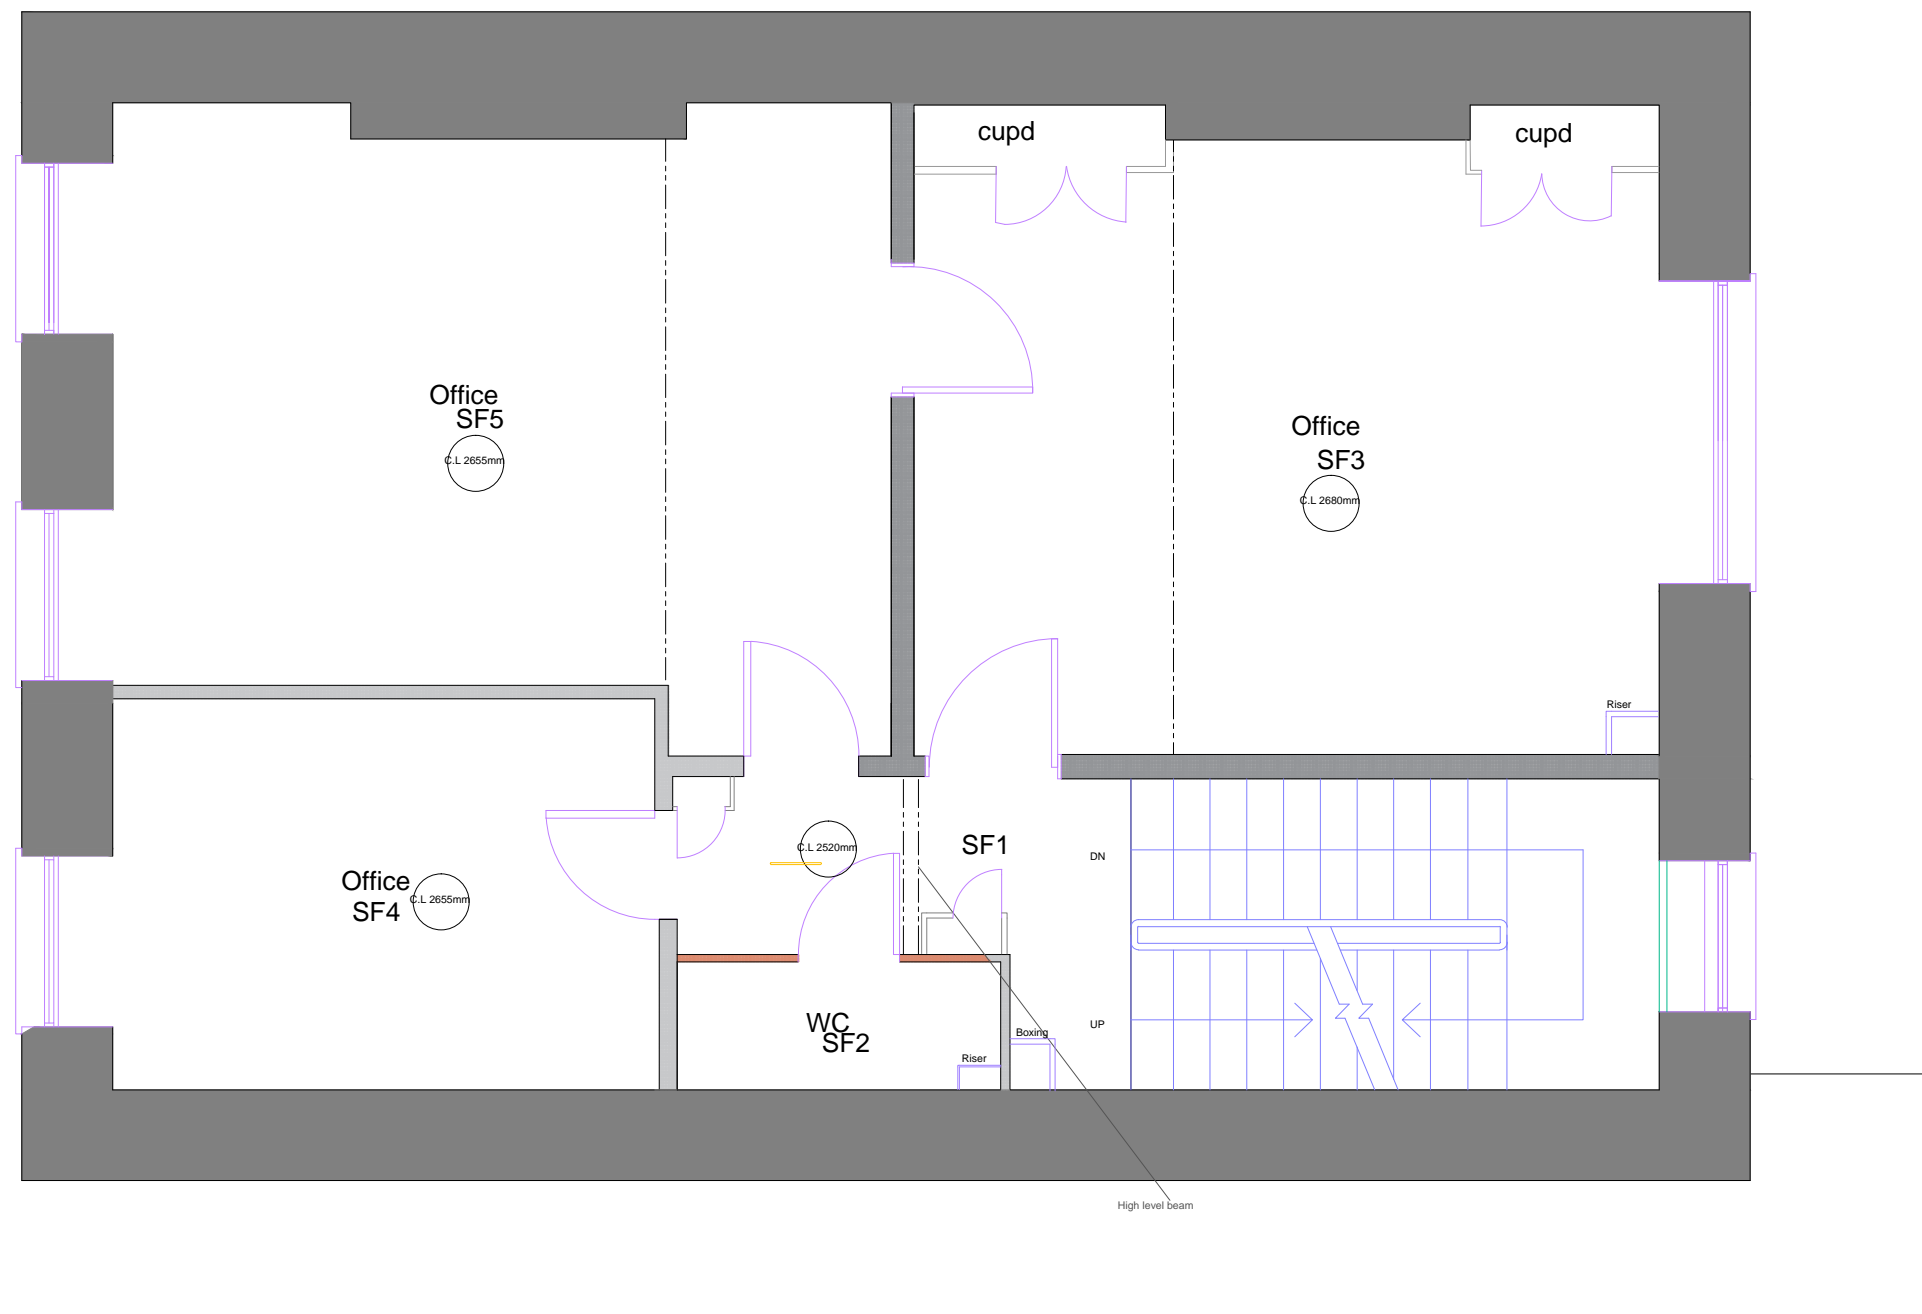 cupd
cupd
Office
SF5
C.L 2655mm
Office
SF3
C.L 2680mm
Riser
C.L 2520mm
SF1
DN
Office
SF4
C.L 2655mm
WC
SF2
UP
Boxing
Riser
High level beam